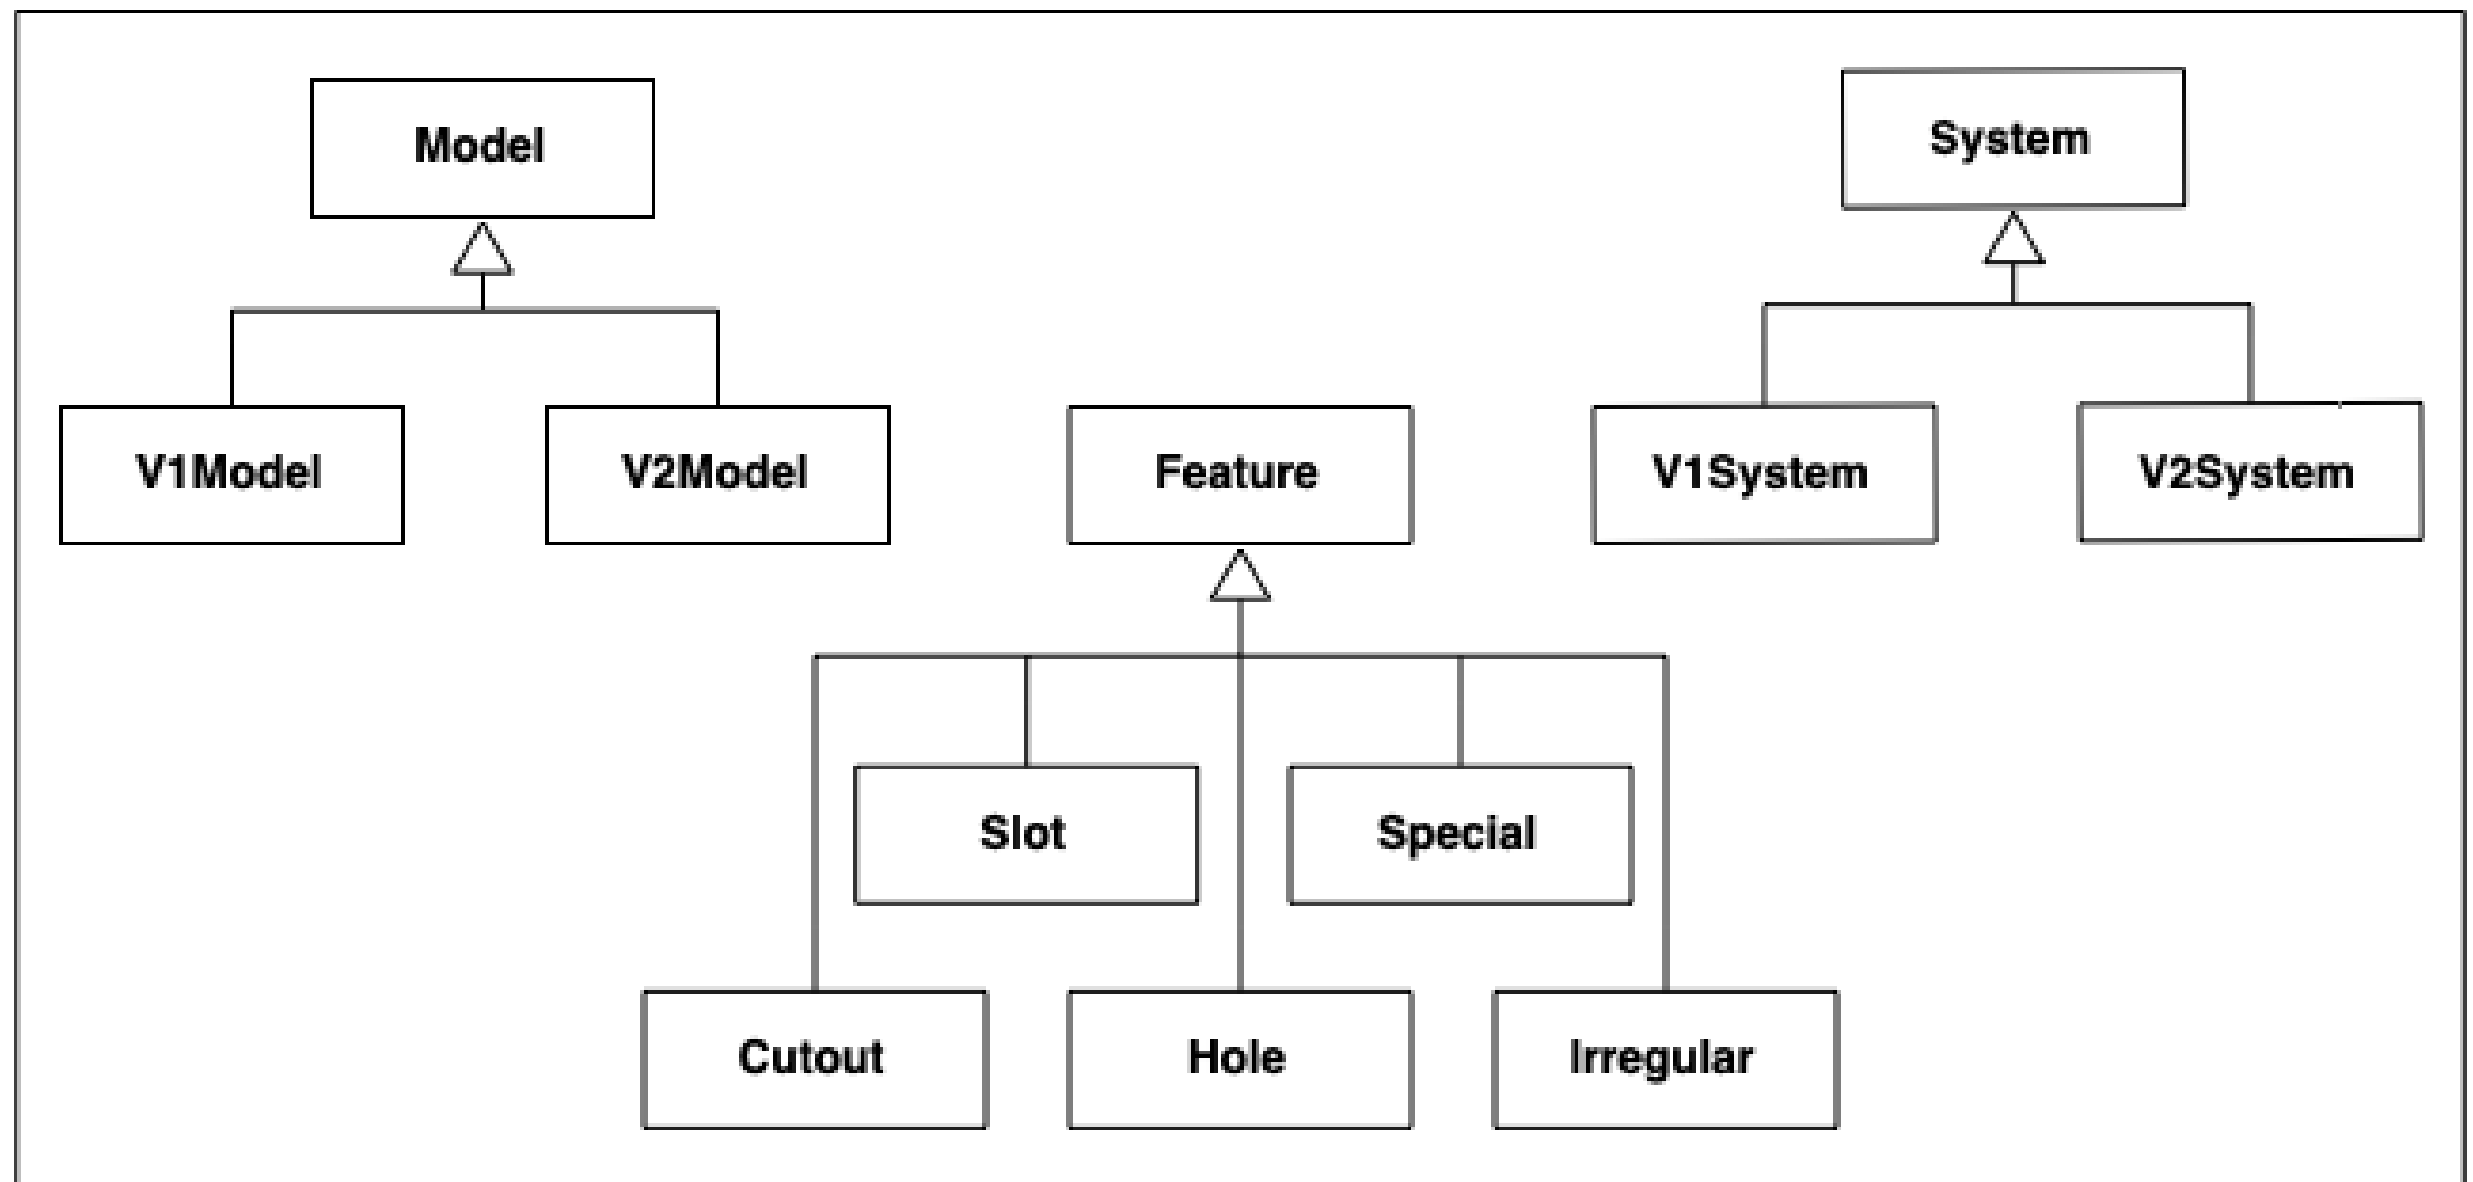 Model
System
V1Model
V2Model
Feature
V1System
V2System
Slot
Special
Cutout
Hole
Irregular